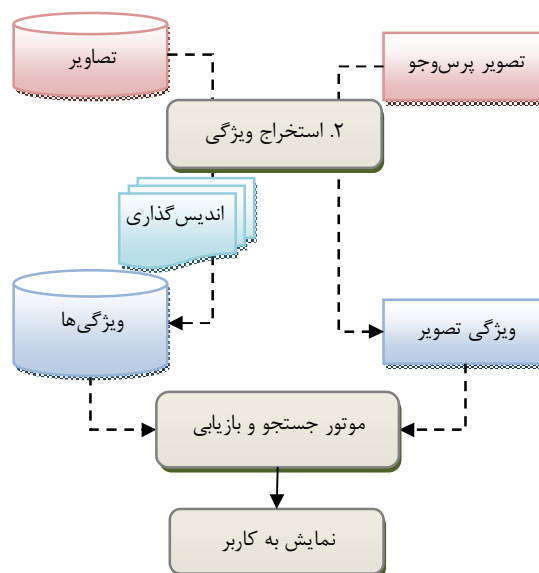 تصاویر
تصویر پرس‌وجو
۲. استخراج ویژگی
اندیس‌گذاری
ویژگی‌ها
ویژگی تصویر
موتور جستجو و بازیابی
نمایش به کاربر